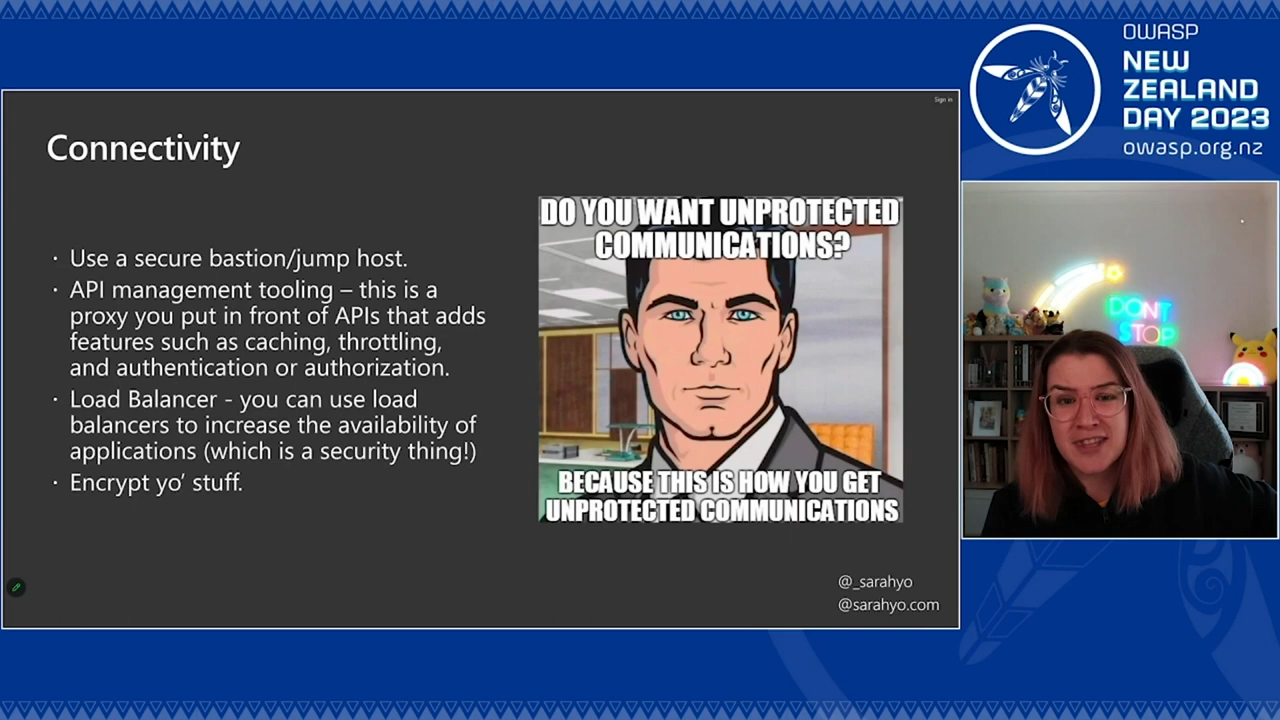 OWASP
NEW
ZEALAND
DAY 2023
owasp.org.nz
Sign in
Connectivity
· Use a secure bastion/jump host.
· API management tooling – this is a
proxy you put in front of APIs that adds
features such as caching, throttling,
and authentication or authorization.
· Load Balancer - you can use load
balancers to increase the availability of
applications (which is a security thing!)
· Encrypt yo’ stuff.
DO YOU WANT UNPROTECTED
COMMUNICATIONS?
BECAUSE THIS IS HOW YOU GET
UNPROTECTED COMMUNICATIONS
@_sarahyo
@sarahyo.com
DONT
STOP